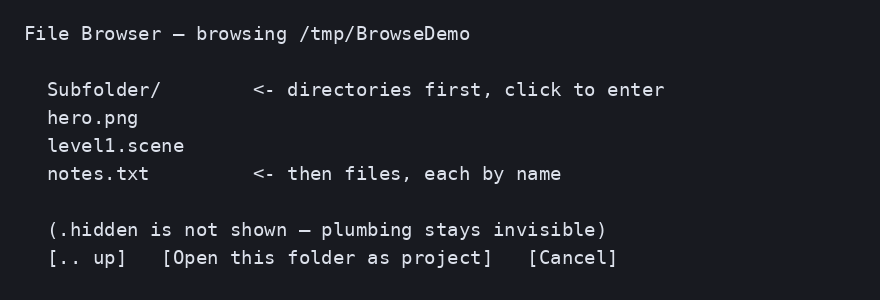 File Browser — browsing /tmp/BrowseDemo
Subfolder/ <- directories first, click to enter
hero.png
level1.scene
notes.txt <- then files, each by name
(.hidden is not shown — plumbing stays invisible)
[.. up] [Open this folder as project] [Cancel]